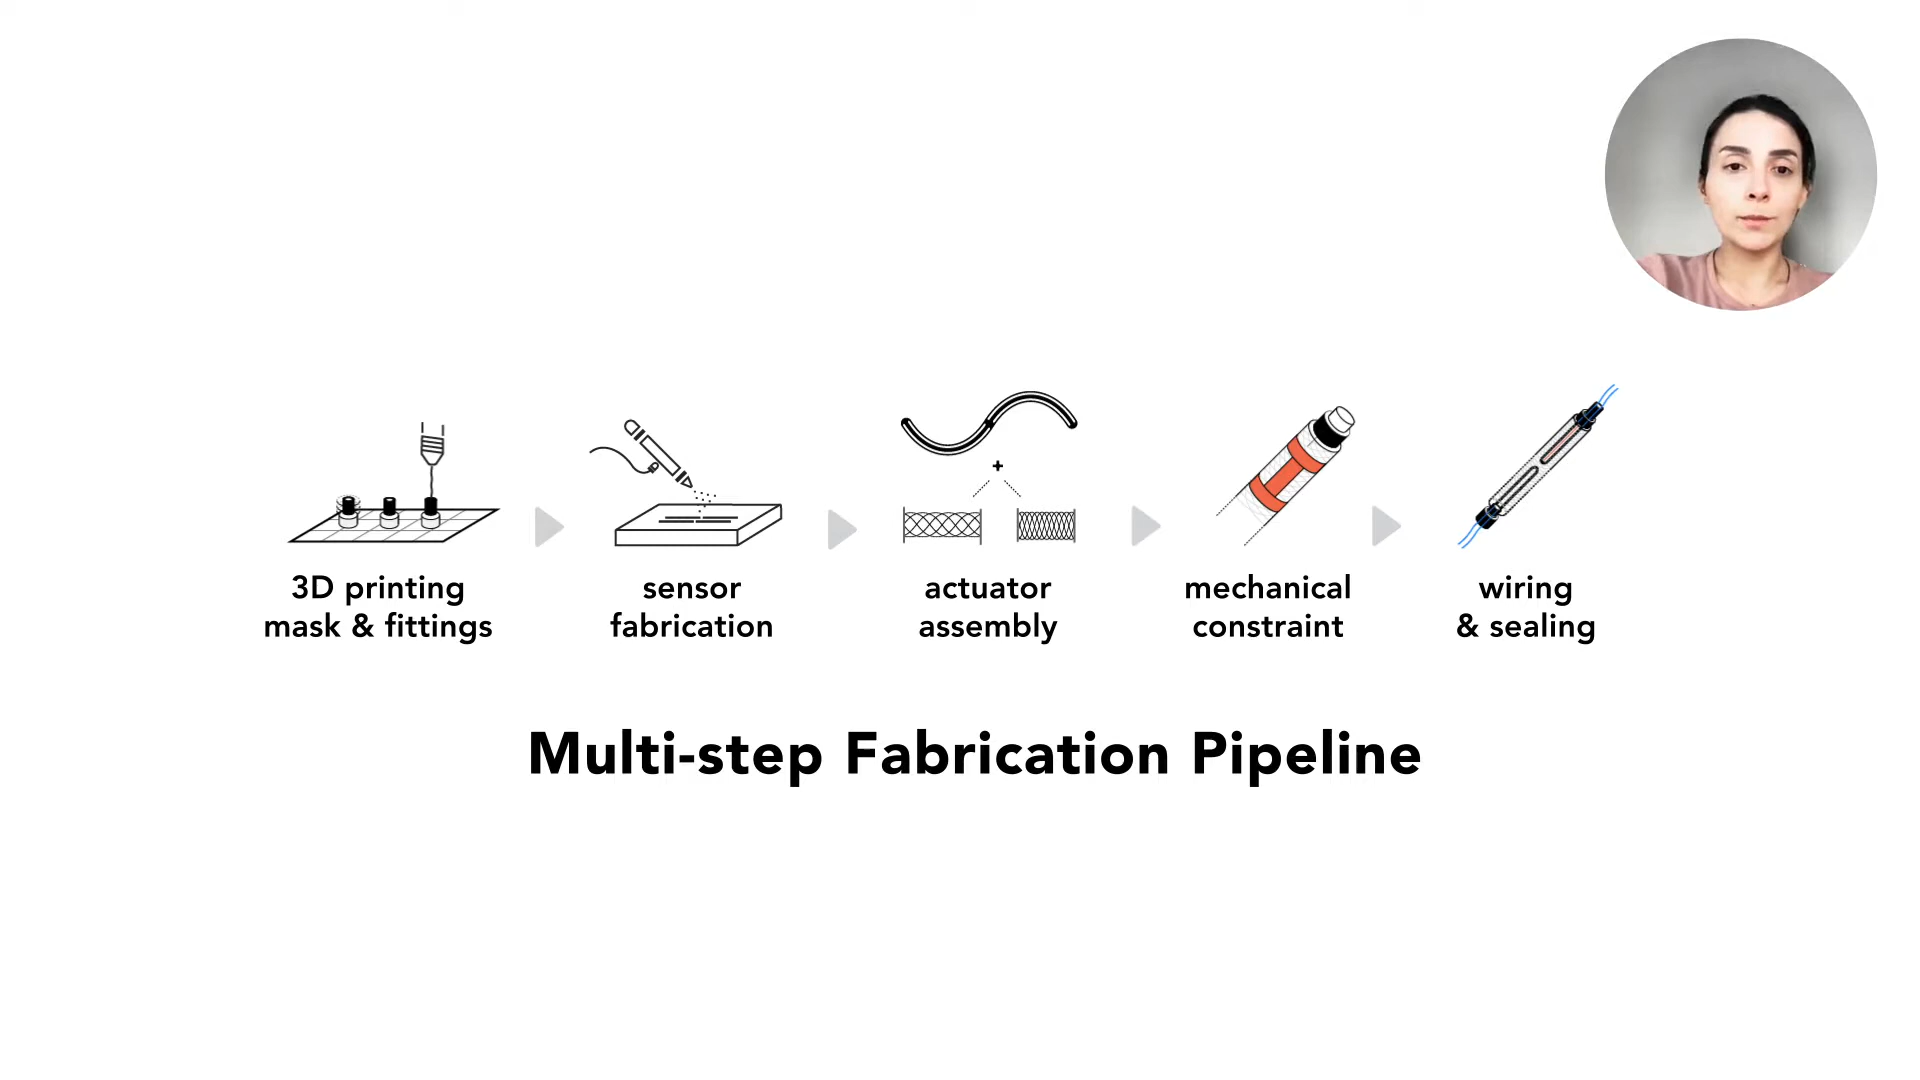 3D printing
mask & fittings
sensor
fabrication
actuator
assembly
mechanical
constraint
wiring
& sealing
Multi-step Fabrication Pipeline